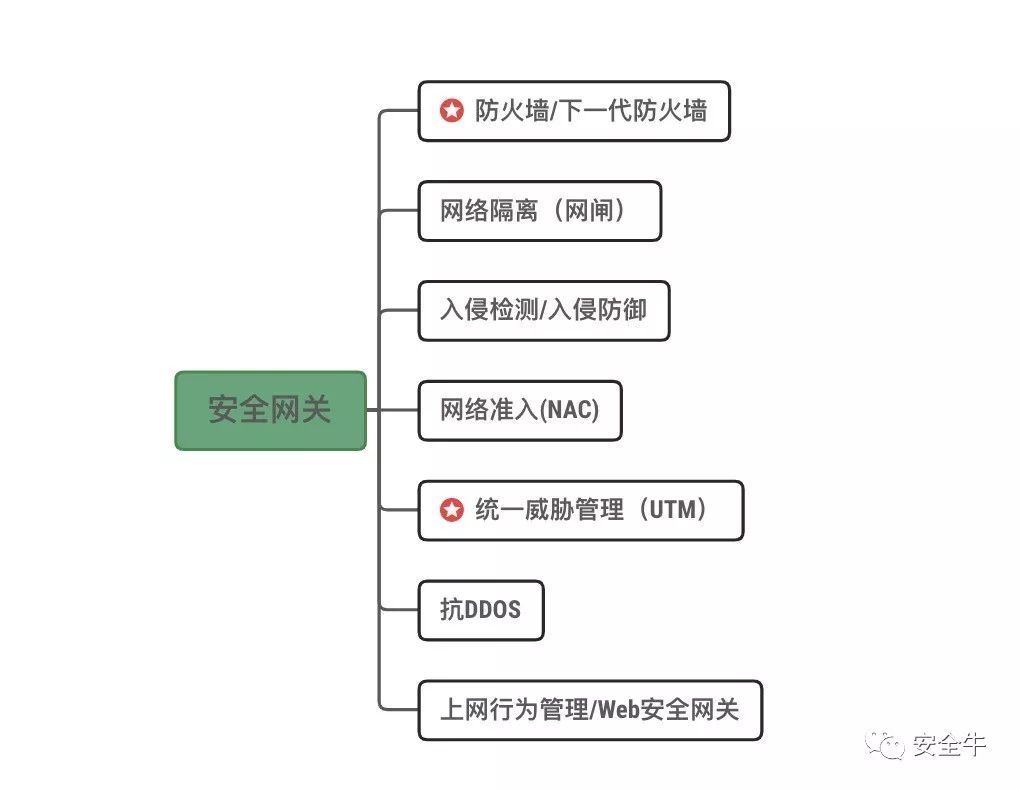 防火墙/下一代防火墙
网络隔离（网闸）
入侵检测/入侵防御
安全网关
网络准入(NAC)
统一威胁管理（UTM）
抗DDOS
上网行为管理/Web安全网关
安全牛